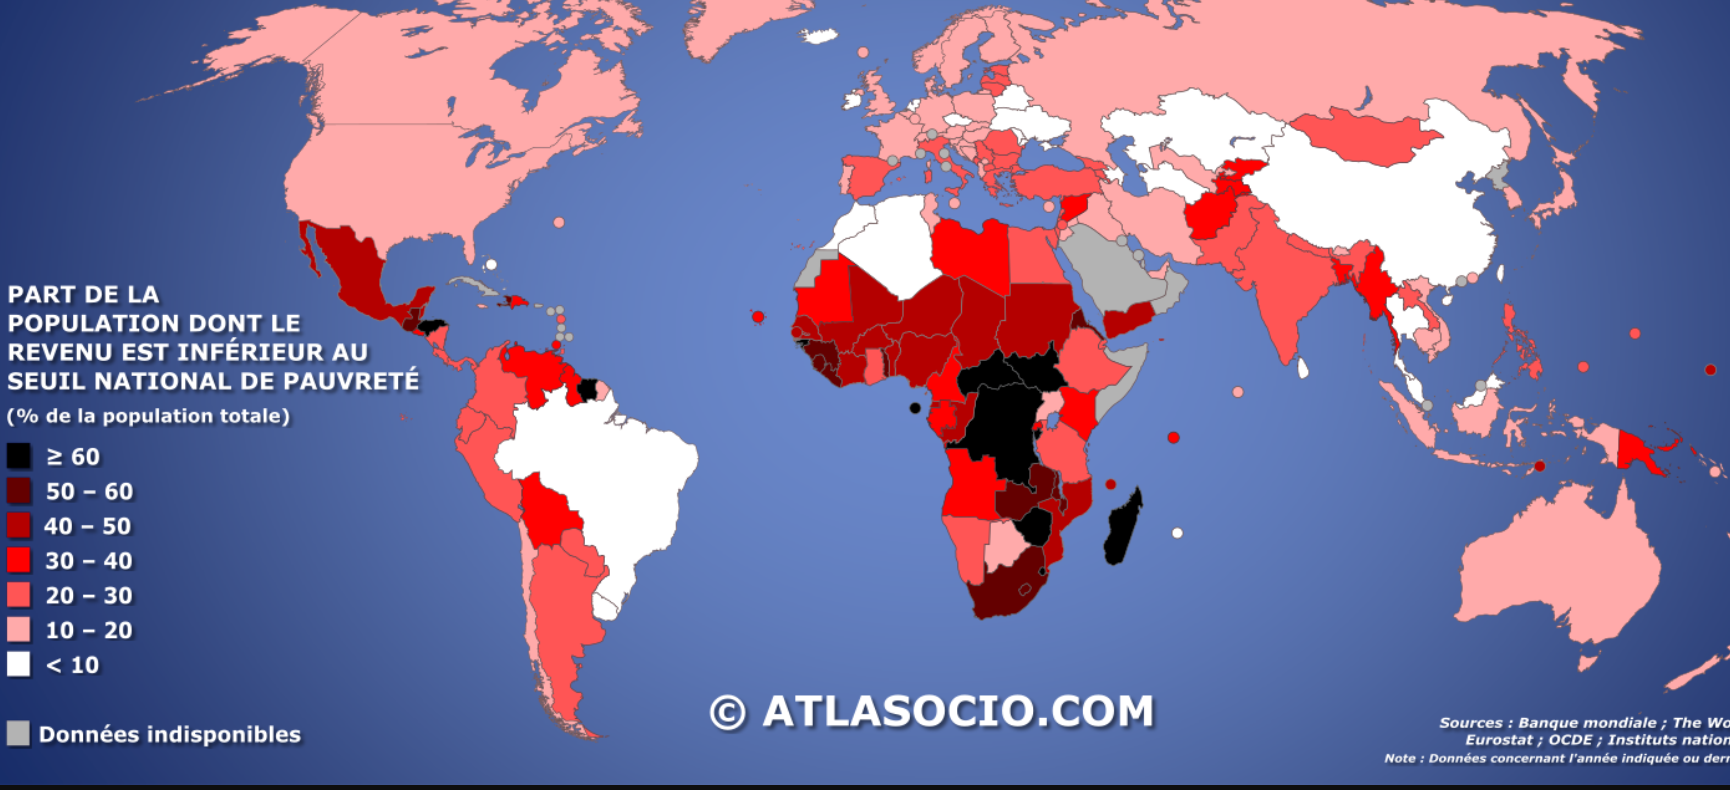 PART DE LA
POPULATION DONT LE
REVENU EST INFÉRIEUR AU
SEUIL NATIONAL DE PAUVRETÉ
(% de la population totale)
≥ 60
50 – 60
40 – 50
30 – 40
20 – 30
10 – 20
< 10
Données indisponibles
© ATLASOCIO.COM
Sources : Banque mondiale ; The Wo
Eurostat ; OCDE ; Instituts nation
Note : Données concernant l'année indiquée ou dern